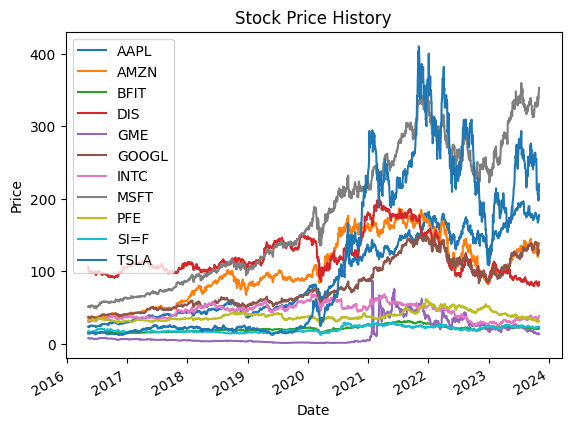 Stock Price History
400
300
200
100
0
Price
AAPL
AMZN
BFIT
DIS
GME
GOOGL
INTC
MSFT
PFE
SI=F
TSLA
2016
2017
2018
2019
2020
2021
2022
2023
2024
Date